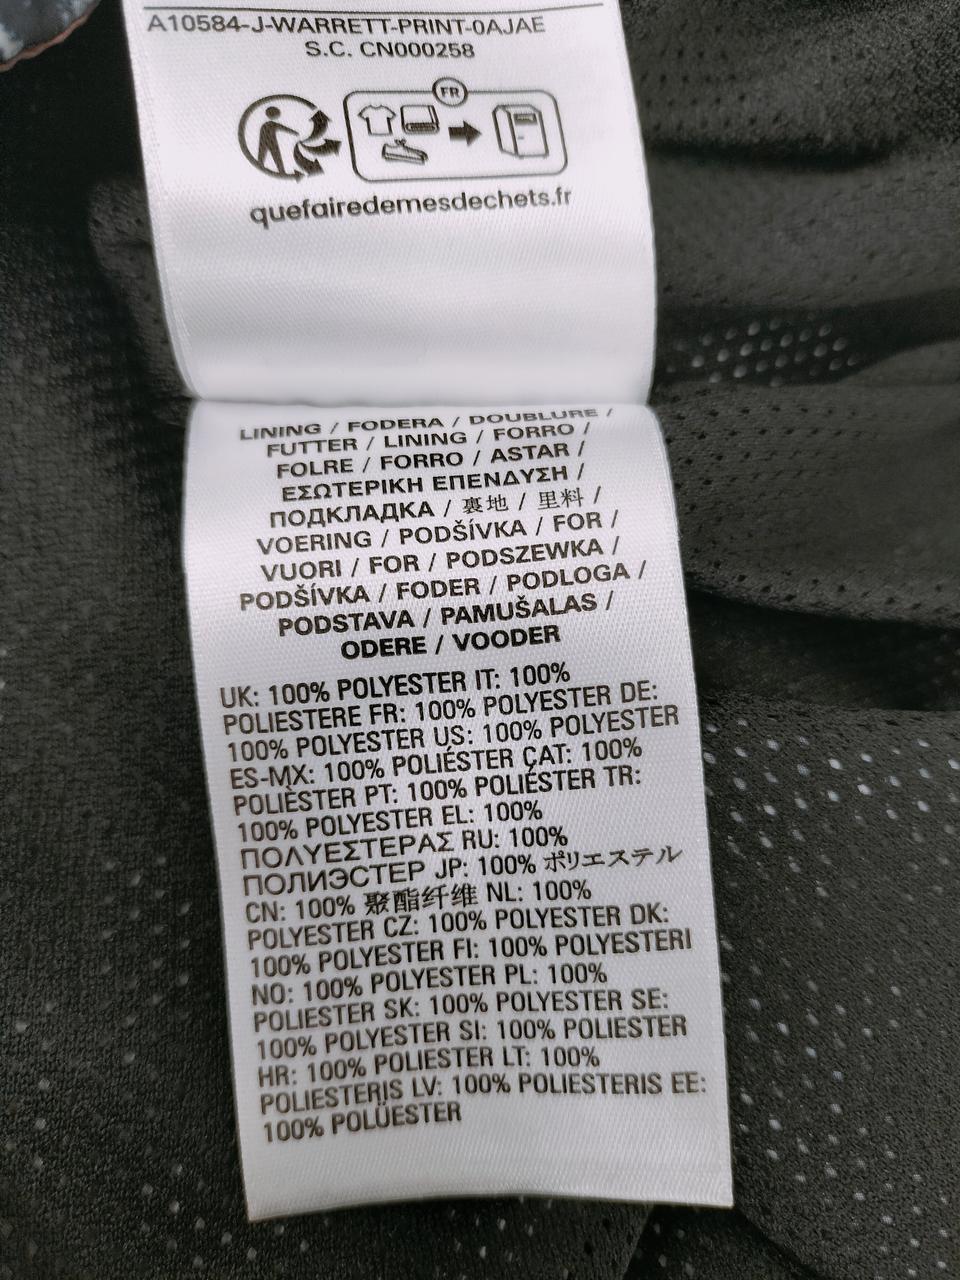 A10584-J-WARRETT-PRINT-0AJAE
S.C. CN000258
FR
quefairedemesdechets.fr
LINING / FODERA / DOUBLURE /
FUTTER / LINING / FORRO /
FOLRE / FORRO / ASTAR /
ΕΣΩΤΕΡΙΚΗ ΕΠΕΝΔΥΣΗ /
ПОДКЛАДКА / 裏地 / 里料 /
VOERING / PODŠÍVKA / FOR /
VUORI / FOR / PODSZEWKA /
PODŠÍVKA / FODER / PODLOGA /
PODSTAVA / PAMUŠALAS /
ODERE / VOODER
UK: 100% POLYESTER IT: 100%
POLIESTERE FR: 100% POLYESTER DE:
100% POLYESTER US: 100% POLYESTER
ES-MX: 100% POLIÉSTER CAT: 100%
POLIÈSTER PT: 100% POLIÉSTER TR:
100% POLYESTER EL: 100%
ΠΟΛΥΕΣΤΕΡΑΣ RU: 100%
ПОЛИЭСТЕР JP: 100% ポリエステル
CN: 100% 聚酯纤维 NL: 100%
POLYESTER CZ: 100% POLYESTER DK:
100% POLYESTER FI: 100% POLYESTERI
NO: 100% POLYESTER PL: 100%
POLIESTER SK: 100% POLYESTER SE:
100% POLYESTER SI: 100% POLIESTER
HR: 100% POLIESTER LT: 100%
POLIESTERIS LV: 100% POLIESTERIS EE:
100% POLÜESTER